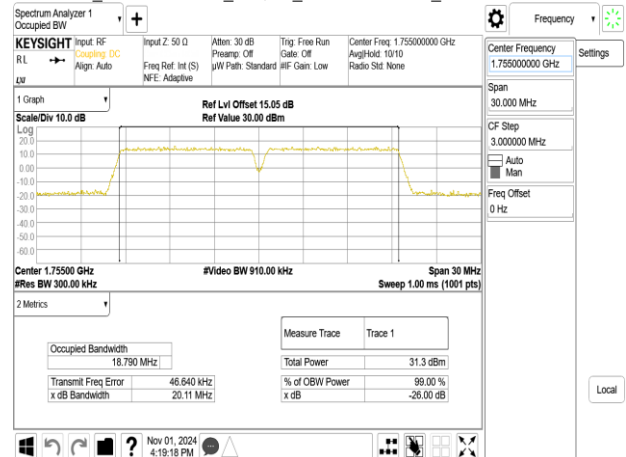 Spectrum Analyzer 1
Occupied BW
Frequency
KEYSIGHT
RL
Input: RF
Coupling: DC
Align: Auto
Input Z: 50 Ω
Freq Ref: Int (S)
NFE: Adaptive
Atten: 30 dB
Preamp: Off
µW Path: Standard
Trig: Free Run
Gate: Off
#IF Gain: Low
Center Freq: 1.755000000 GHz
Avg|Hold: 10/10
Radio Std: None
1 Graph
Scale/Div 10.0 dB
Ref Lvl Offset 15.05 dB
Ref Value 30.00 dBm
Log
20.0
10.0
0.00
-10.0
-20.0
-30.0
-40.0
-50.0
-60.0
Center 1.75500 GHz
#Video BW 910.00 kHz
Span 30 MHz
#Res BW 300.00 kHz
Sweep 1.00 ms (1001 pts)
2 Metrics
Measure Trace
Trace 1
Occupied Bandwidth
18.790 MHz
Total Power
31.3 dBm
Transmit Freq Error
46.640 kHz
% of OBW Power
99.00 %
x dB Bandwidth
20.11 MHz
x dB
-26.00 dB
Nov 01, 2024
4:19:18 PM
?
Center Frequency
1.755000000 GHz
Settings
Span
30.000 MHz
CF Step
3.000000 MHz
Auto
Man
Freq Offset
0 Hz
Local